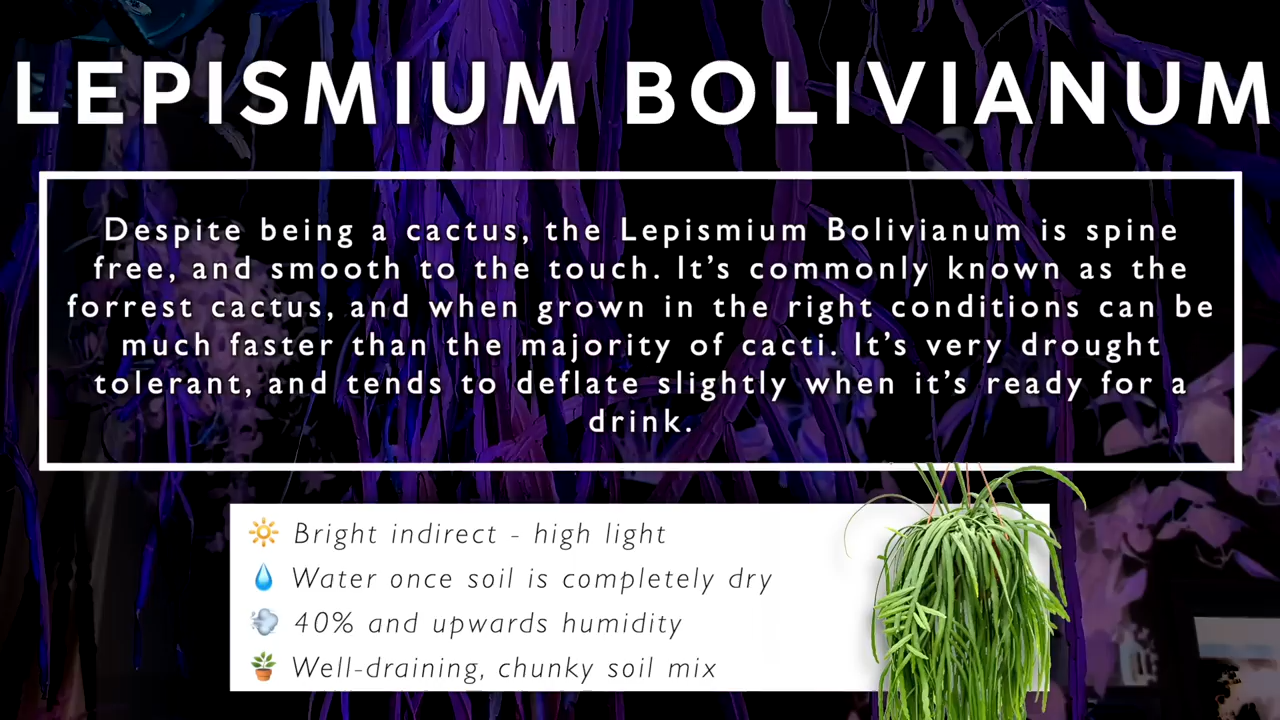 LEPISMIUM BOLIVIANUM
Despite being a cactus, the Lepismium Bolivianum is spine
free, and smooth to the touch. It’s commonly known as the
forrest cactus, and when grown in the right conditions can be
much faster than the majority of cacti. It’s very drought
tolerant, and tends to deflate slightly when it’s ready for a
drink.
Bright indirect - high light
Water once soil is completely dry
40% and upwards humidity
Well-draining, chunky soil mix